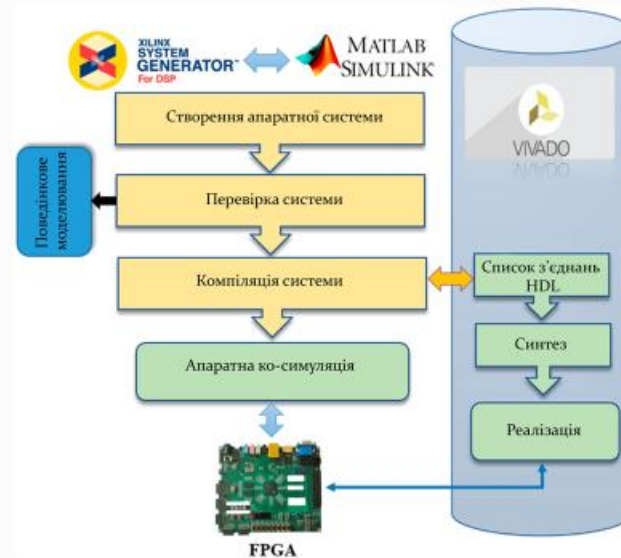 XILINX
SYSTEM
GENERATOR™
For DSP
MATLAB
SIMULINK®
VIVADO
Створення апаратної системи
Поведінкове
моделювання
Перевірка системи
Компіляція системи
Список з'єднань
HDL
Апаратна ко-симуляція
Синтез
Реалізація
FPGA